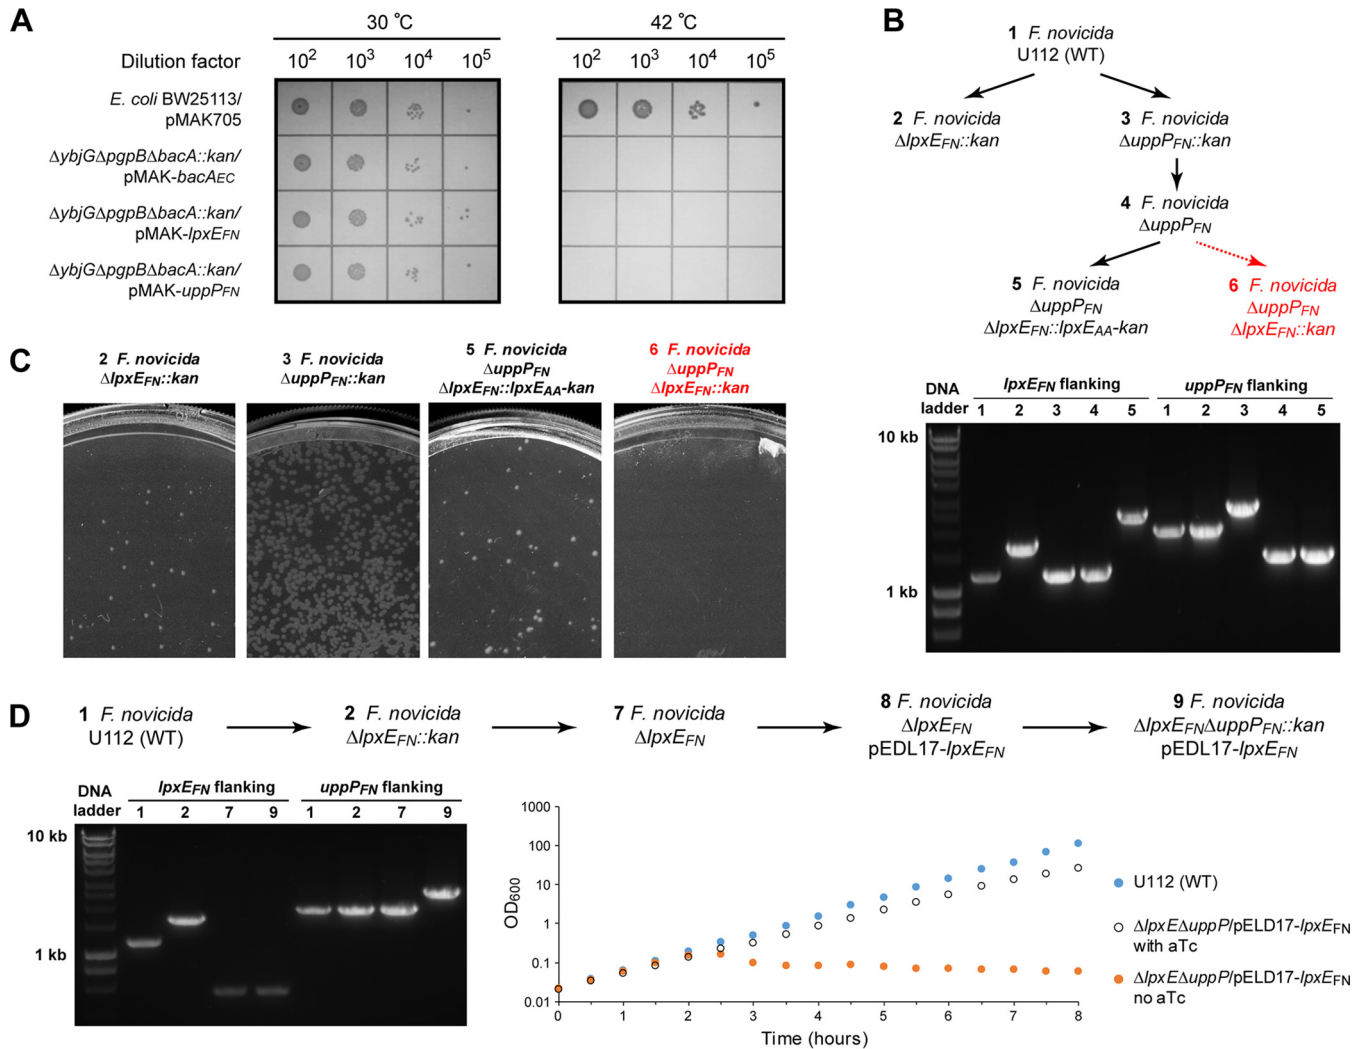 A
30 °C
42 °C
Dilution factor
10² 10³ 10⁴ 10⁵
10² 10³ 10⁴ 10⁵
E. coli BW25113/
pMAK705
ΔybjGΔpgpBΔbacA::kan/
pMAK-bacAEC
ΔybjGΔpgpBΔbacA::kan/
pMAK-lpxEFN
ΔybjGΔpgpBΔbacA::kan/
pMAK-uppPFN
B
1 F. novicida
U112 (WT)
2 F. novicida
ΔlpxEFN::kan
3 F. novicida
ΔuppPFN::kan
4 F. novicida
ΔuppPFN
5 F. novicida
ΔuppPFN
ΔlpxEFN::lpxEAA-kan
6 F. novicida
ΔuppPFN
ΔlpxEFN::kan
DNA
ladder
lpxEFN flanking
uppPFN flanking
1 2 3 4 5
1 2 3 4 5
10 kb
1 kb
C
2 F. novicida
ΔlpxEFN::kan
3 F. novicida
ΔuppPFN::kan
5 F. novicida
ΔuppPFN
ΔlpxEFN::lpxEAA-kan
6 F. novicida
ΔuppPFN
ΔlpxEFN::kan
D
1 F. novicida
U112 (WT)
2 F. novicida
ΔlpxEFN::kan
7 F. novicida
ΔlpxEFN
8 F. novicida
ΔlpxEFN
pEDL17-lpxEFN
9 F. novicida
ΔlpxEFNΔuppPFN::kan
pEDL17-lpxEFN
DNA
ladder
lpxEFN flanking
uppPFN flanking
1 2 7 9
1 2 7 9
10 kb
1 kb
OD600
1000
100
10
1
0.1
0.01
0 1 2 3 4 5 6 7 8
Time (hours)
U112 (WT)
ΔlpxEΔuppP/pELD17-lpxEFN
with aTc
ΔlpxEΔuppP/pELD17-lpxEFN
no aTc